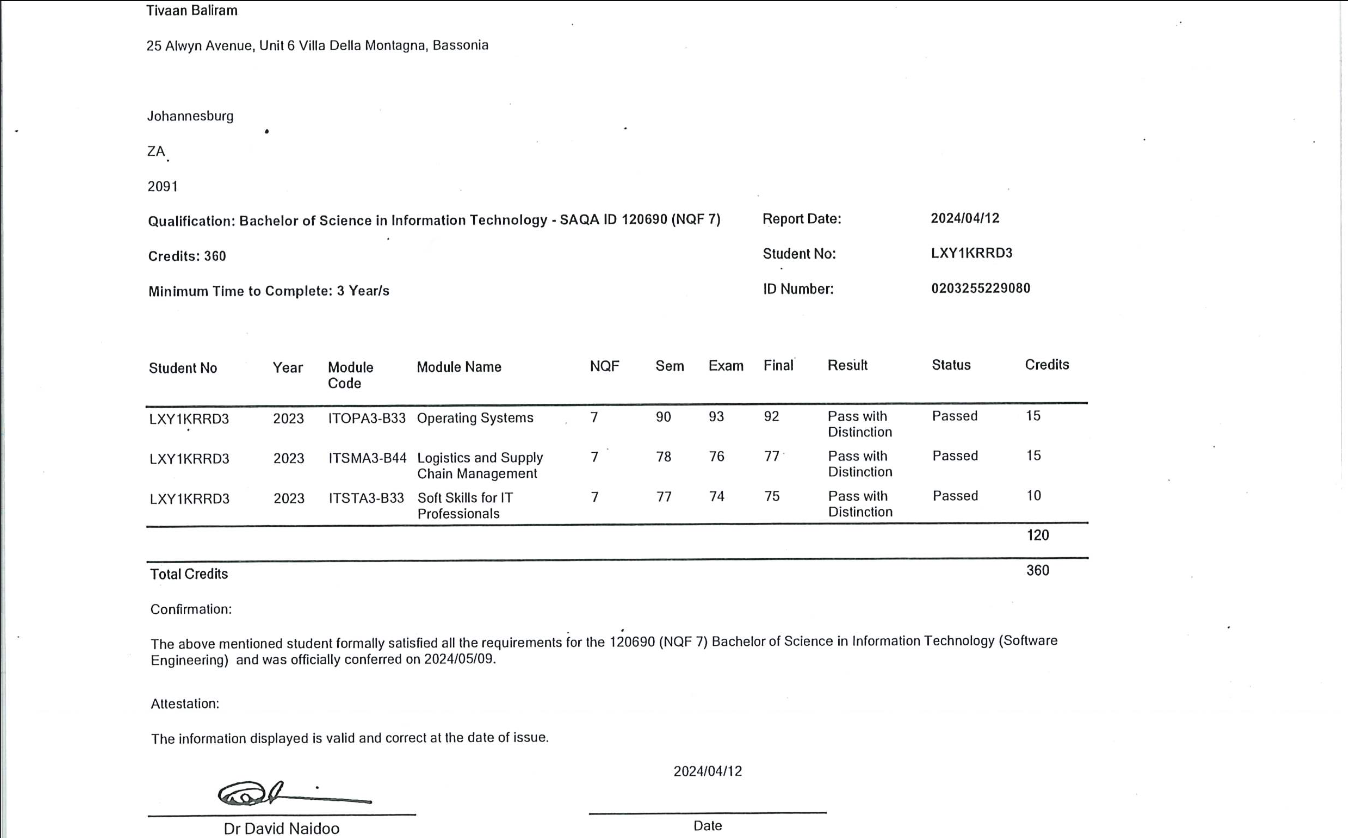 Tivaan Baliram
25 Alwyn Avenue, Unit 6 Villa Della Montagna, Bassonia
Johannesburg
ZA
2091
Qualification: Bachelor of Science in Information Technology - SAQA ID 120690 (NQF 7) Report Date: 2024/04/12
Credits: 360 Student No: LXY1KRRD3
Minimum Time to Complete: 3 Year/s ID Number: 0203255229080
Student No Year Module Code Module Name NQF Sem Exam Final Result Status Credits
LXY1KRRD3 2023 ITOPA3-B33 Operating Systems 7 90 93 92 Pass with Distinction Passed 15
LXY1KRRD3 2023 ITSMA3-B44 Logistics and Supply Chain Management 7 78 76 77 Pass with Distinction Passed 15
LXY1KRRD3 2023 ITSTA3-B33 Soft Skills for IT Professionals 7 77 74 75 Pass with Distinction Passed 10
120
Total Credits 360
Confirmation:
The above mentioned student formally satisfied all the requirements for the 120690 (NQF 7) Bachelor of Science in Information Technology (Software
Engineering) and was officially conferred on 2024/05/09.
Attestation:
The information displayed is valid and correct at the date of issue.
2024/04/12
Dr David Naidoo Date